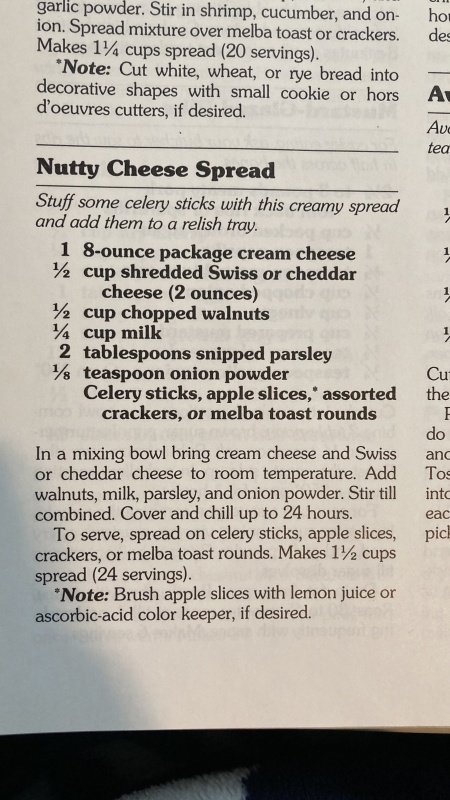 garlic powder. Stir in shrimp, cucumber, and on-
ion. Spread mixture over melba toast or crackers.
Makes 1¼ cups spread (20 servings).
*Note: Cut white, wheat, or rye bread into
decorative shapes with small cookie or hors
d'oeuvres cutters, if desired.
Nutty Cheese Spread
Stuff some celery sticks with this creamy spread
and add them to a relish tray.
1 8-ounce package cream cheese
½ cup shredded Swiss or cheddar
cheese (2 ounces)
½ cup chopped walnuts
¼ cup milk
2 tablespoons snipped parsley
⅛ teaspoon onion powder
Celery sticks, apple slices,* assorted
crackers, or melba toast rounds
In a mixing bowl bring cream cheese and Swiss
or cheddar cheese to room temperature. Add
walnuts, milk, parsley, and onion powder. Stir till
combined. Cover and chill up to 24 hours.
To serve, spread on celery sticks, apple slices,
crackers, or melba toast rounds. Makes 1½ cups
spread (24 servings).
*Note: Brush apple slices with lemon juice or
ascorbic-acid color keeper, if desired.
Cu
the
do
and
Tos
into
eac
pic